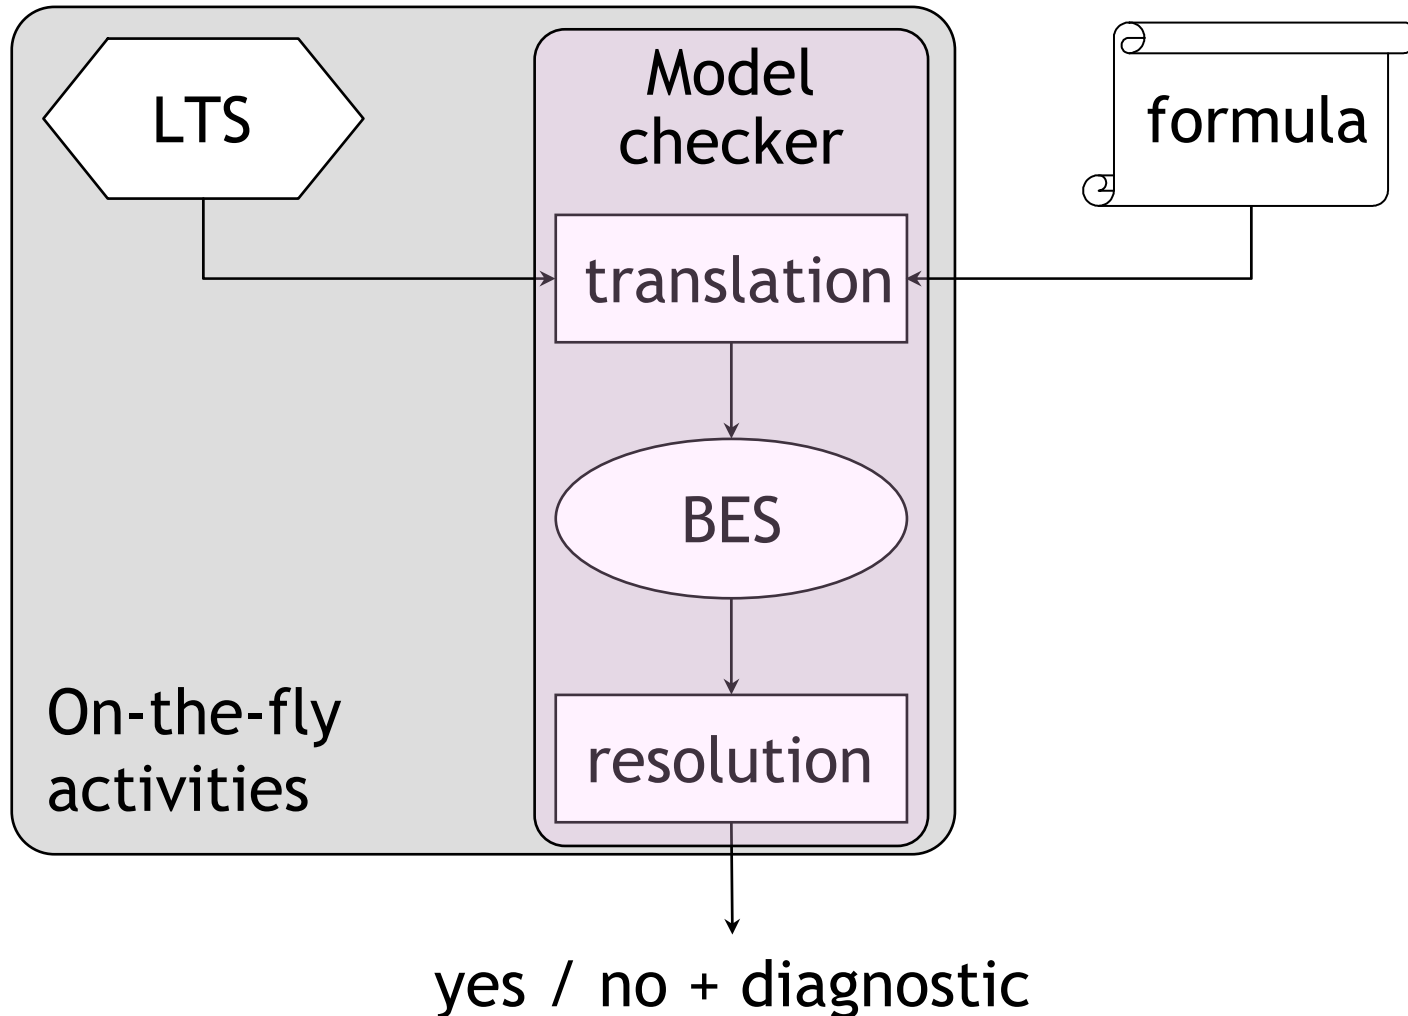 LTS
Model
checker
formula
translation
BES
On-the-fly
activities
resolution
yes / no + diagnostic